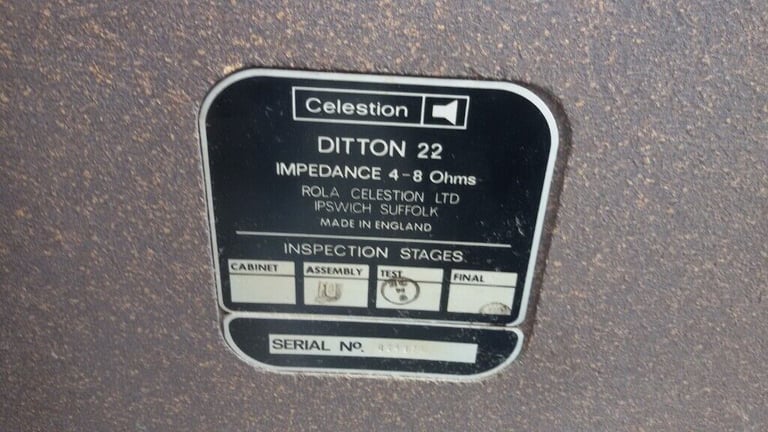 Celestion
DITTON 22
IMPEDANCE 4-8 Ohms
ROLA CELESTION LTD
IPSWICH SUFFOLK
MADE IN ENGLAND
INSPECTION STAGES
CABINET ASSEMBLY TEST FINAL
SERIAL No.